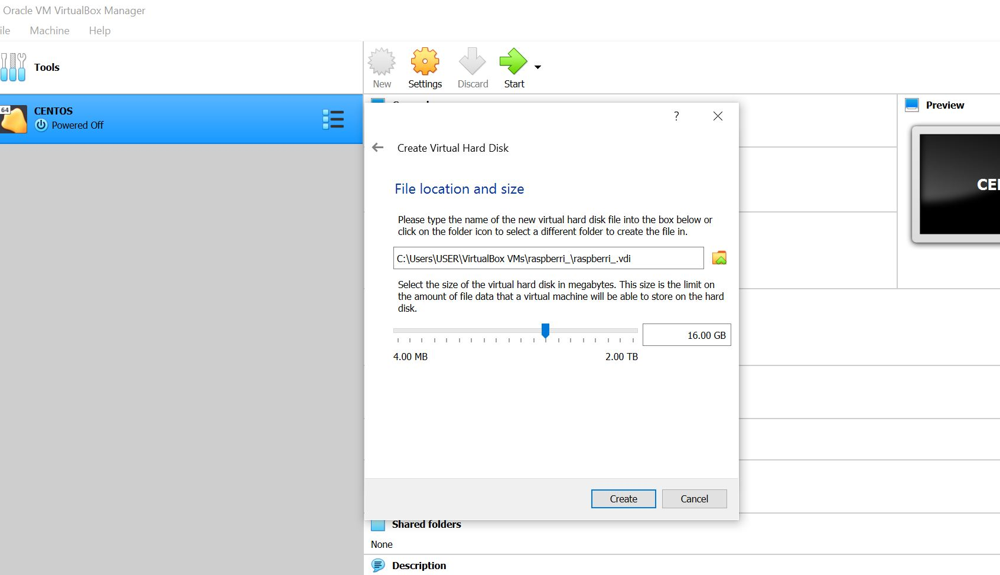 Oracle VM VirtualBox Manager
ile Machine Help
Tools
New Settings Discard Start
64
CENTOS
Powered Off
Preview
CE
?
Create Virtual Hard Disk
File location and size
Please type the name of the new virtual hard disk file into the box below or
click on the folder icon to select a different folder to create the file in.
C:\Users\USER\VirtualBox VMs\raspberri_\raspberri_.vdi
Select the size of the virtual hard disk in megabytes. This size is the limit on
the amount of file data that a virtual machine will be able to store on the hard
disk.
16.00 GB
4.00 MB 2.00 TB
Create Cancel
Shared folders
None
Description